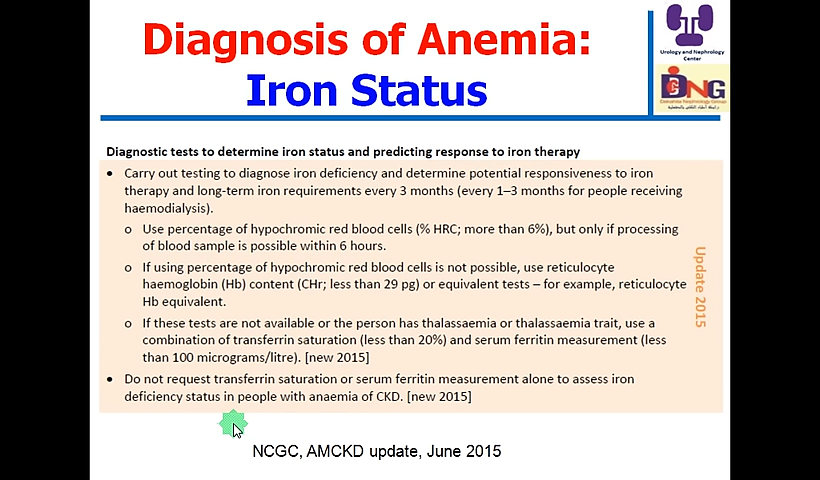 Diagnosis of Anemia:
Iron Status
Urology and Nephrology
Center
DNG
Dakahlia Nephrology Group
Diagnostic tests to determine iron status and predicting response to iron therapy
• Carry out testing to diagnose iron deficiency and determine potential responsiveness to iron
therapy and long-term iron requirements every 3 months (every 1–3 months for people receiving
haemodialysis).
o Use percentage of hypochromic red blood cells (% HRC; more than 6%), but only if processing
of blood sample is possible within 6 hours.
o If using percentage of hypochromic red blood cells is not possible, use reticulocyte
haemoglobin (Hb) content (CHr; less than 29 pg) or equivalent tests – for example, reticulocyte
Hb equivalent.
o If these tests are not available or the person has thalassaemia or thalassaemia trait, use a
combination of transferrin saturation (less than 20%) and serum ferritin measurement (less
than 100 micrograms/litre). [new 2015]
• Do not request transferrin saturation or serum ferritin measurement alone to assess iron
deficiency status in people with anaemia of CKD. [new 2015]
Update 2015
NCGC, AMCKD update, June 2015